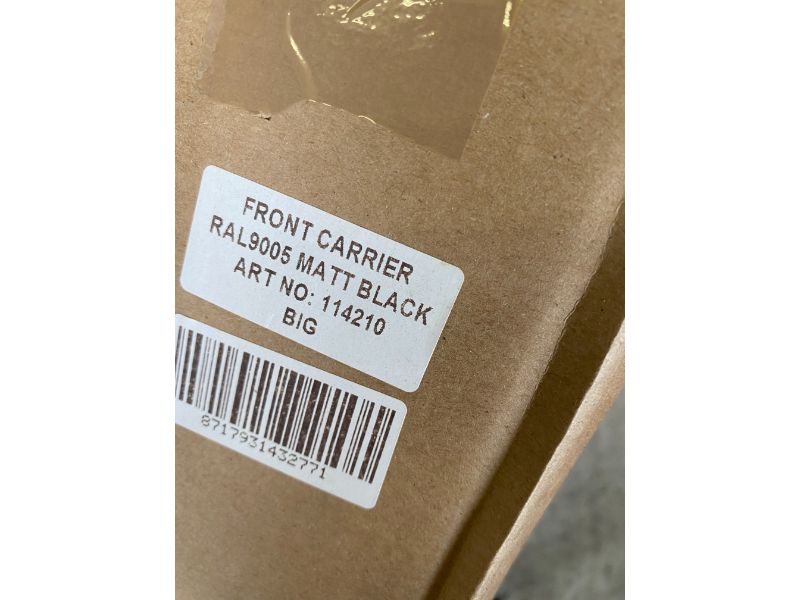 FRONT CARRIER
RAL9005 MATT BLACK
ART NO: 114210
BIG
8717931432771